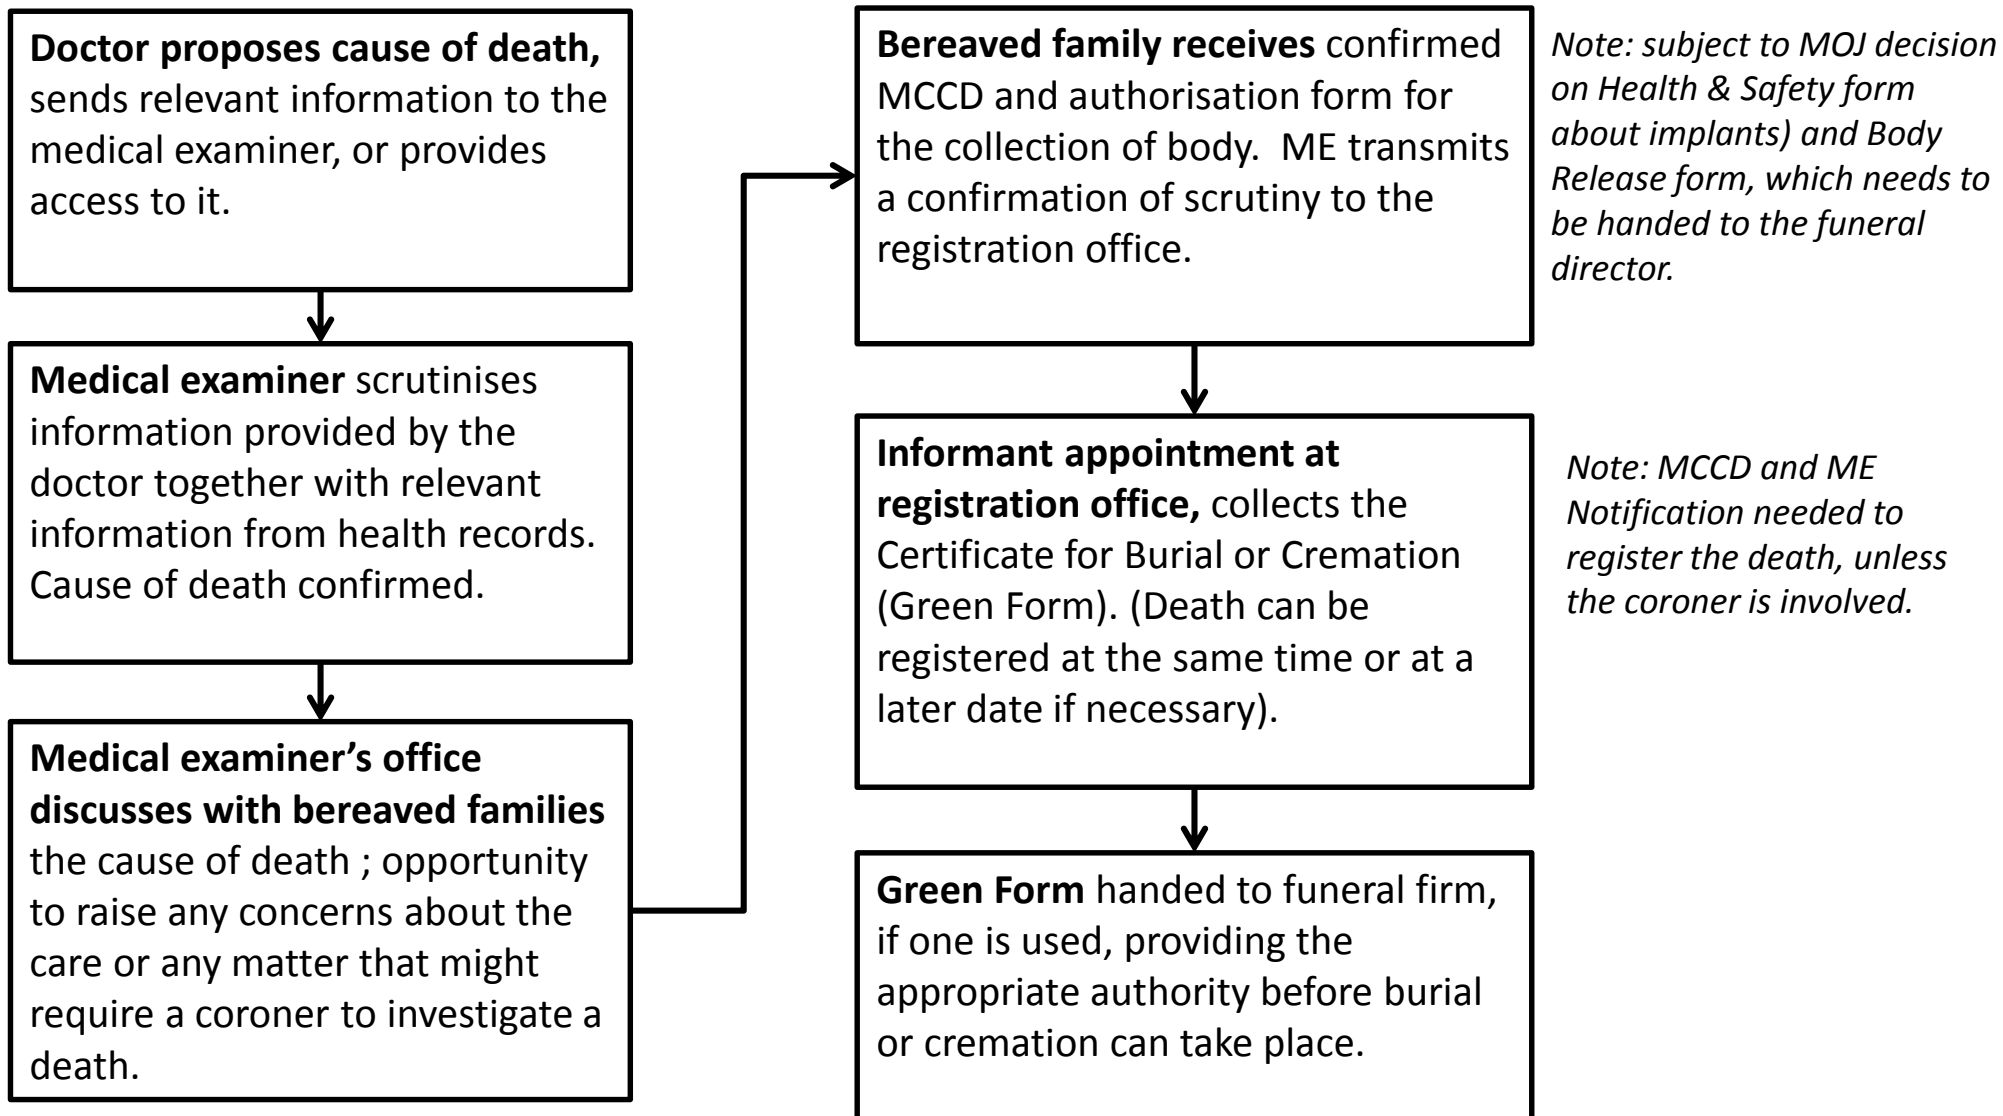 Doctor proposes cause of death,
sends relevant information to the
medical examiner, or provides
access to it.
Medical examiner scrutinises
information provided by the
doctor together with relevant
information from health records.
Cause of death confirmed.
Medical examiner’s office
discusses with bereaved families
the cause of death ; opportunity
to raise any concerns about the
care or any matter that might
require a coroner to investigate a
death.
Bereaved family receives confirmed
MCCD and authorisation form for
the collection of body.  ME transmits
a confirmation of scrutiny to the
registration office.
Note: subject to MOJ decision
on Health & Safety form
about implants) and Body
Release form, which needs to
be handed to the funeral
director.
Informant appointment at
registration office, collects the
Certificate for Burial or Cremation
(Green Form). (Death can be
registered at the same time or at a
later date if necessary).
Note: MCCD and ME
Notification needed to
register the death, unless
the coroner is involved.
Green Form handed to funeral firm,
if one is used, providing the
appropriate authority before burial
or cremation can take place.